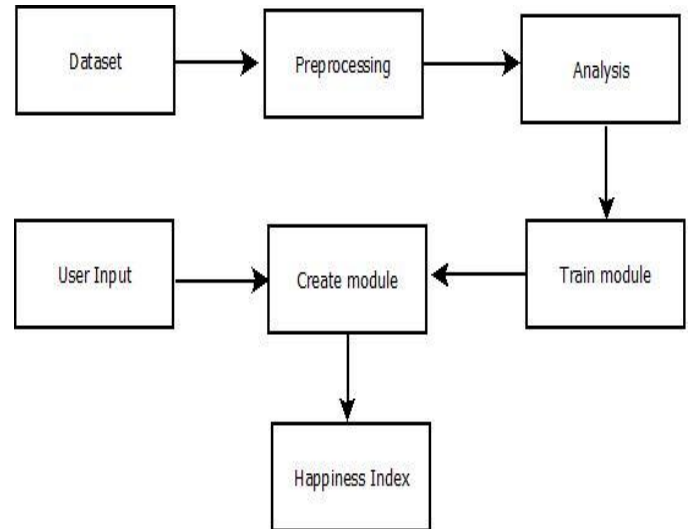 Dataset
Preprocessing
Analysis
User Input
Create module
Train module
Happiness Index